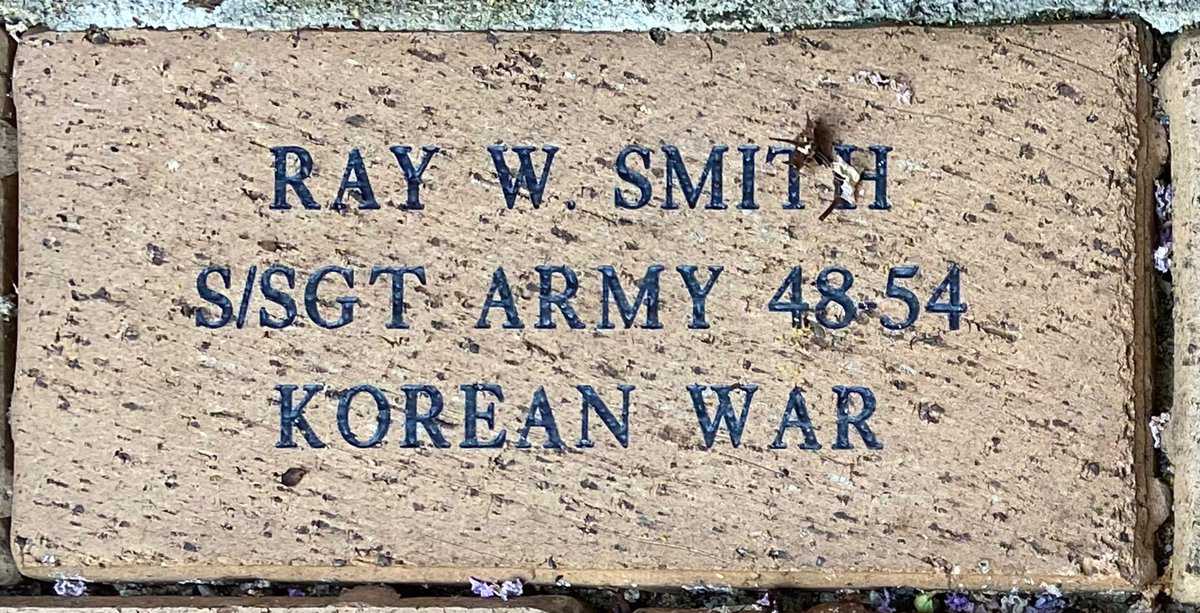 RAY W. SMITH
S/SGT ARMY 48-54
KOREAN WAR